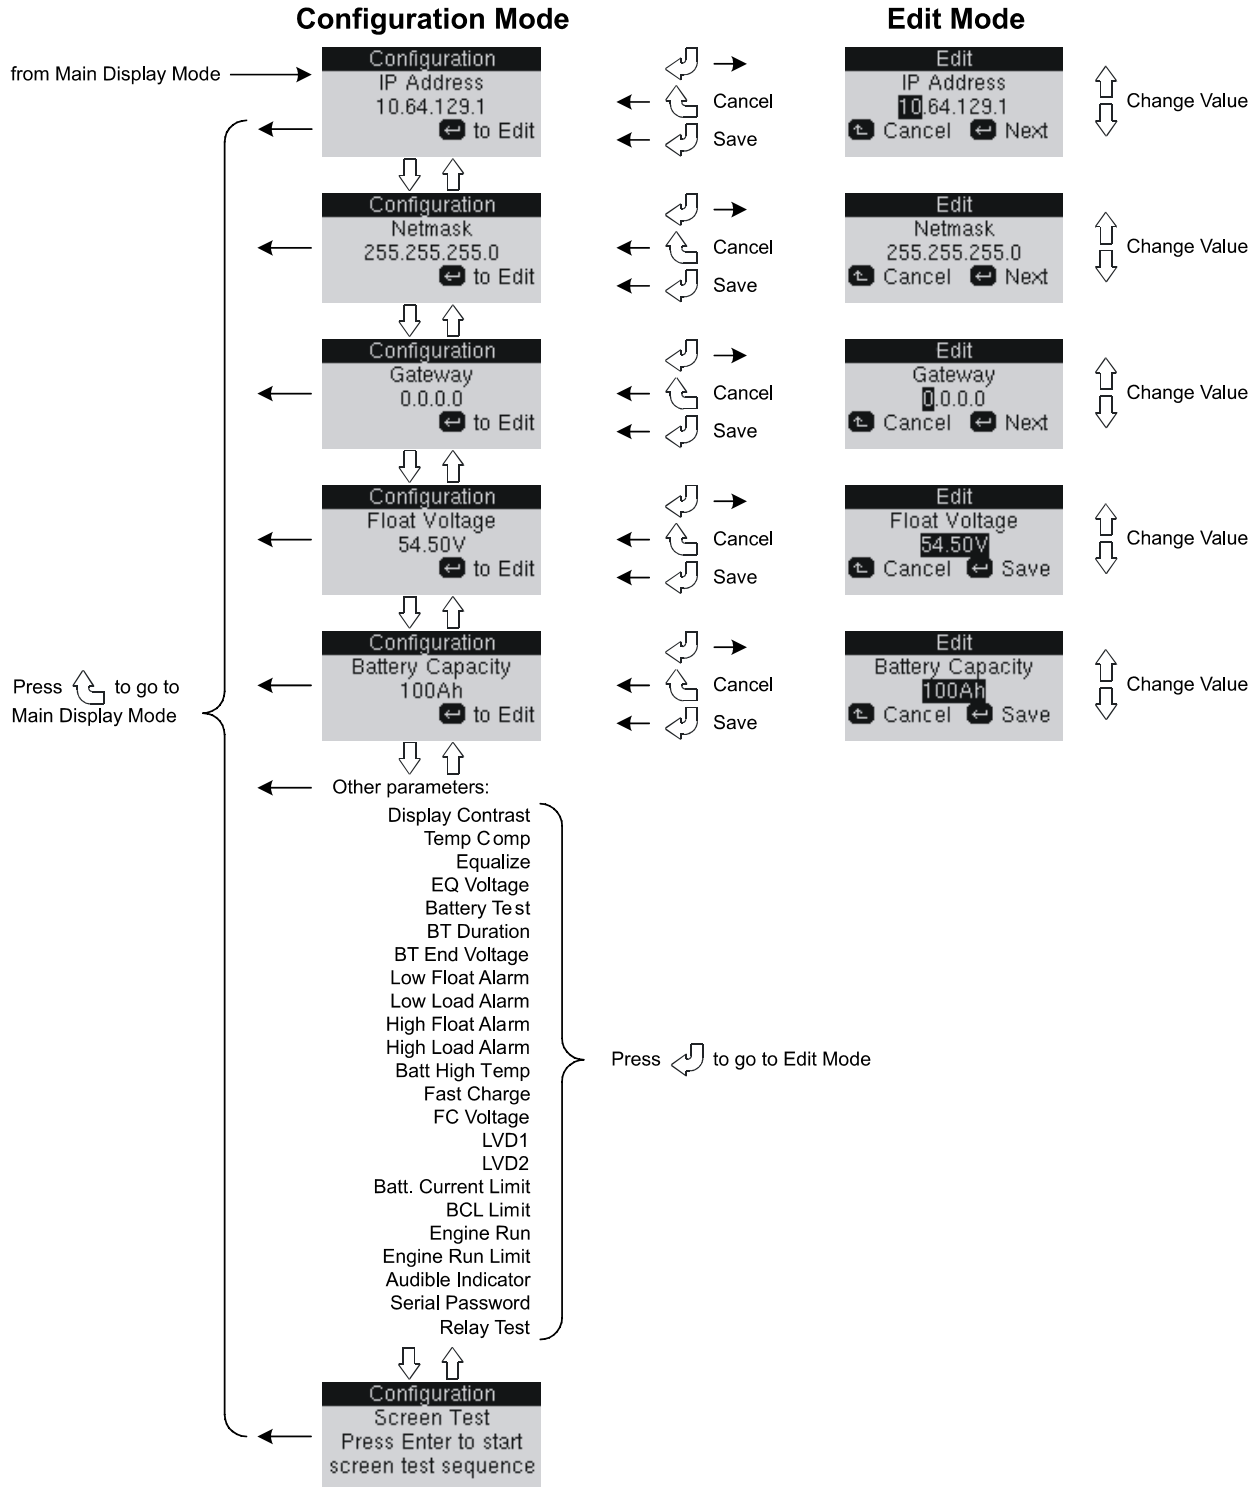 Configuration Mode
Edit Mode
from Main Display Mode
Configuration
IP Address
10.64.129.1
to Edit
Cancel
Save
Edit
IP Address
10.64.129.1
Cancel Next
Change Value
Configuration
Netmask
255.255.255.0
to Edit
Cancel
Save
Edit
Netmask
255.255.255.0
Cancel Next
Change Value
Configuration
Gateway
0.0.0.0
to Edit
Cancel
Save
Edit
Gateway
0.0.0.0
Cancel Next
Change Value
Configuration
Float Voltage
54.50V
to Edit
Cancel
Save
Edit
Float Voltage
54.50V
Cancel Save
Change Value
Configuration
Battery Capacity
100Ah
to Edit
Cancel
Save
Edit
Battery Capacity
100Ah
Cancel Save
Change Value
Press to go to
Main Display Mode
Other parameters:
Display Contrast
Temp Comp
Equalize
EQ Voltage
Battery Test
BT Duration
BT End Voltage
Low Float Alarm
Low Load Alarm
High Float Alarm
High Load Alarm
Batt High Temp
Fast Charge
FC Voltage
LVD1
LVD2
Batt. Current Limit
BCL Limit
Engine Run
Engine Run Limit
Audible Indicator
Serial Password
Relay Test
Press to go to Edit Mode
Configuration
Screen Test
Press Enter to start
screen test sequence